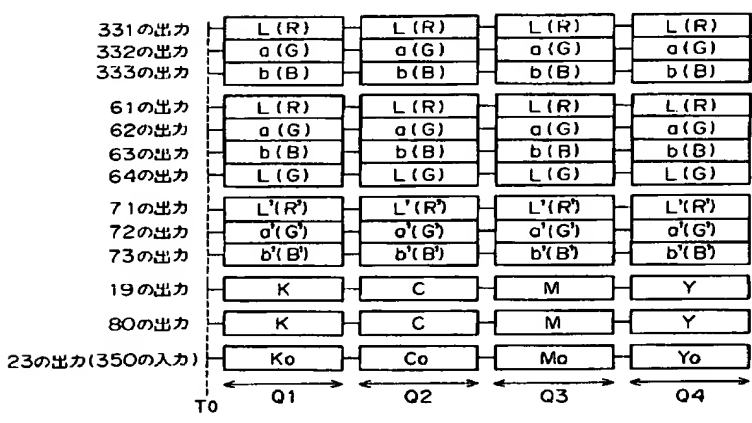 331の出力 L(R) L(R) L(R) L(R)
332の出力 a(G) a(G) a(G) a(G)
333の出力 b(B) b(B) b(B) b(B)
61の出力 L(R) L(R) L(R) L(R)
62の出力 a(G) a(G) a(G) a(G)
63の出力 b(B) b(B) b(B) b(B)
64の出力 L(G) L(G) L(G) L(G)
71の出力 L'(R') L'(R') L'(R') L'(R')
72の出力 a'(G') a'(G') a'(G') a'(G')
73の出力 b'(B') b'(B') b'(B') b'(B')
19の出力 K C M Y
80の出力 K C M Y
23の出力(350の入力) Ko Co Mo Yo
T0 Q1 Q2 Q3 Q4